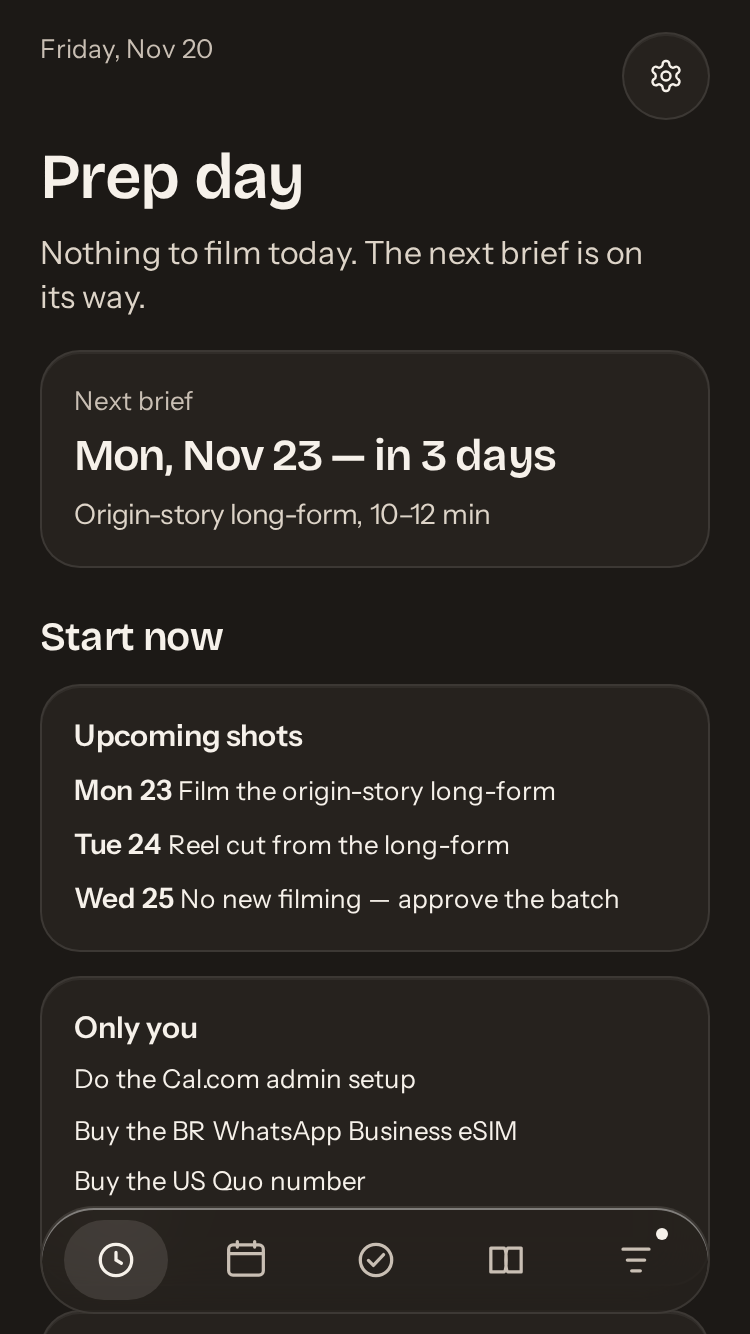 Friday, Nov 20
Prep day
Nothing to film today. The next brief is on
its way.
Next brief
Mon, Nov 23 — in 3 days
Origin-story long-form, 10–12 min
Start now
Upcoming shots
Mon 23 Film the origin-story long-form
Tue 24 Reel cut from the long-form
Wed 25 No new filming — approve the batch
Only you
Do the Cal.com admin setup
Buy the BR WhatsApp Business eSIM
Buy the US Quo number